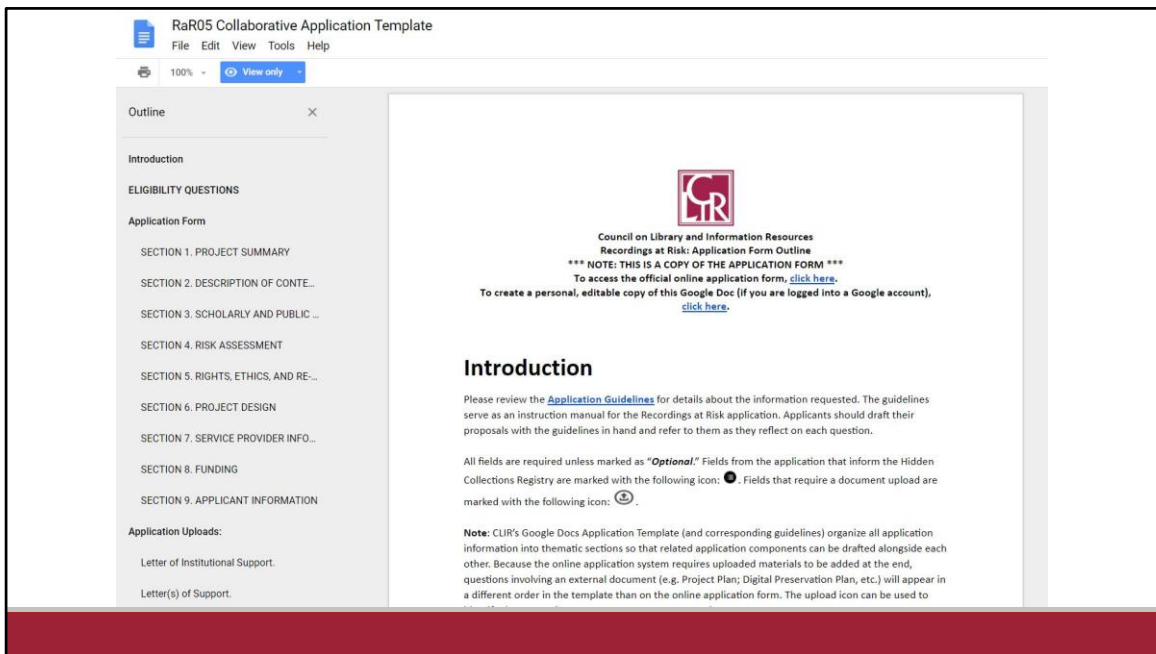 RaR05 Collaborative Application Template
File Edit View Tools Help
100% View only
Outline
Introduction
ELIGIBILITY QUESTIONS
Application Form
SECTION 1. PROJECT SUMMARY
SECTION 2. DESCRIPTION OF CONTE...
SECTION 3. SCHOLARLY AND PUBLIC ...
SECTION 4. RISK ASSESSMENT
SECTION 5. RIGHTS, ETHICS, AND RE-...
SECTION 6. PROJECT DESIGN
SECTION 7. SERVICE PROVIDER INFO...
SECTION 8. FUNDING
SECTION 9. APPLICANT INFORMATION
Application Uploads:
Letter of Institutional Support.
Letter(s) of Support.
CLIR
Council on Library and Information Resources
Recordings at Risk: Application Form Outline
*** NOTE: THIS IS A COPY OF THE APPLICATION FORM ***
To access the official online application form, click here.
To create a personal, editable copy of this Google Doc (if you are logged into a Google account),
click here.
Introduction
Please review the Application Guidelines for details about the information requested. The guidelines
serve as an instruction manual for the Recordings at Risk application. Applicants should draft their
proposals with the guidelines in hand and refer to them as they reflect on each question.
All fields are required unless marked as “Optional.” Fields from the application that inform the Hidden
Collections Registry are marked with the following icon: . Fields that require a document upload are
marked with the following icon: .
Note: CLIR's Google Docs Application Template (and corresponding guidelines) organize all application
information into thematic sections so that related application components can be drafted alongside each
other. Because the online application system requires uploaded materials to be added at the end,
questions involving an external document (e.g. Project Plan; Digital Preservation Plan, etc.) will appear in
a different order in the template than on the online application form. The upload icon can be used to